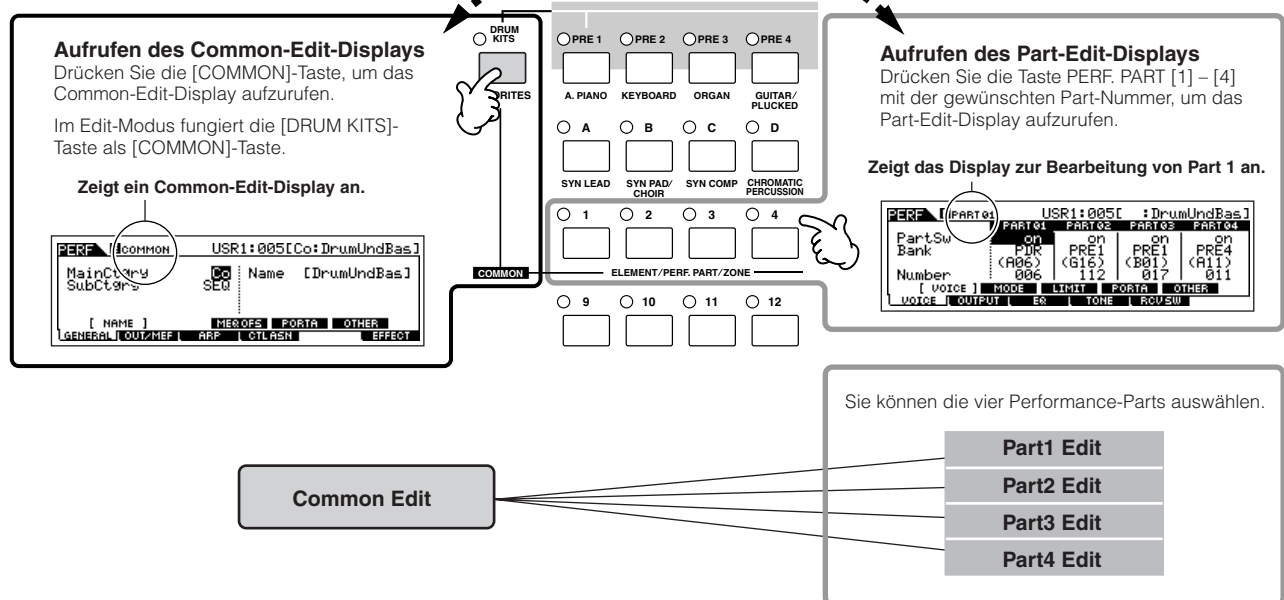 Aufrufen des Common-Edit-Displays
Drücken Sie die [COMMON]-Taste, um das
Common-Edit-Display aufzurufen.
Im Edit-Modus fungiert die [DRUM KITS]-
Taste als [COMMON]-Taste.
Zeigt ein Common-Edit-Display an.
PERF COMMON USR1:005[Co:DrumUndBas]
MainCtgry Co Name [DrumUndBas]
SubCtgry SEQ
[ NAME ] MEQOFS PORTA OTHER
GENERAL OUT/MEF ARP CTLASN EFFECT
DRUM
KITS
PRE 1 PRE 2 PRE 3 PRE 4
A. PIANO KEYBOARD ORGAN GUITAR/
PLUCKED
A B C D
SYN LEAD SYN PAD/
CHOIR SYN COMP CHROMATIC
PERCUSSION
1 2 3 4
COMMON ELEMENT/PERF. PART/ZONE
9 10 11 12
Aufrufen des Part-Edit-Displays
Drücken Sie die Taste PERF. PART [1] – [4]
mit der gewünschten Part-Nummer, um das
Part-Edit-Display aufzurufen.
Zeigt das Display zur Bearbeitung von Part 1 an.
PERF PART01 USR1:005[ :DrumUndBas]
PART01 PART02 PART03 PART04
PartSw on on on on
Bank PDR PRE1 PRE1 PRE4
(A06) (G16) (B01) (A11)
Number 006 112 017 011
[ VOICE ] MODE LIMIT PORTA OTHER
VOICE OUTPUT EQ TONE RCVSW
Sie können die vier Performance-Parts auswählen.
Common Edit
Part1 Edit
Part2 Edit
Part3 Edit
Part4 Edit